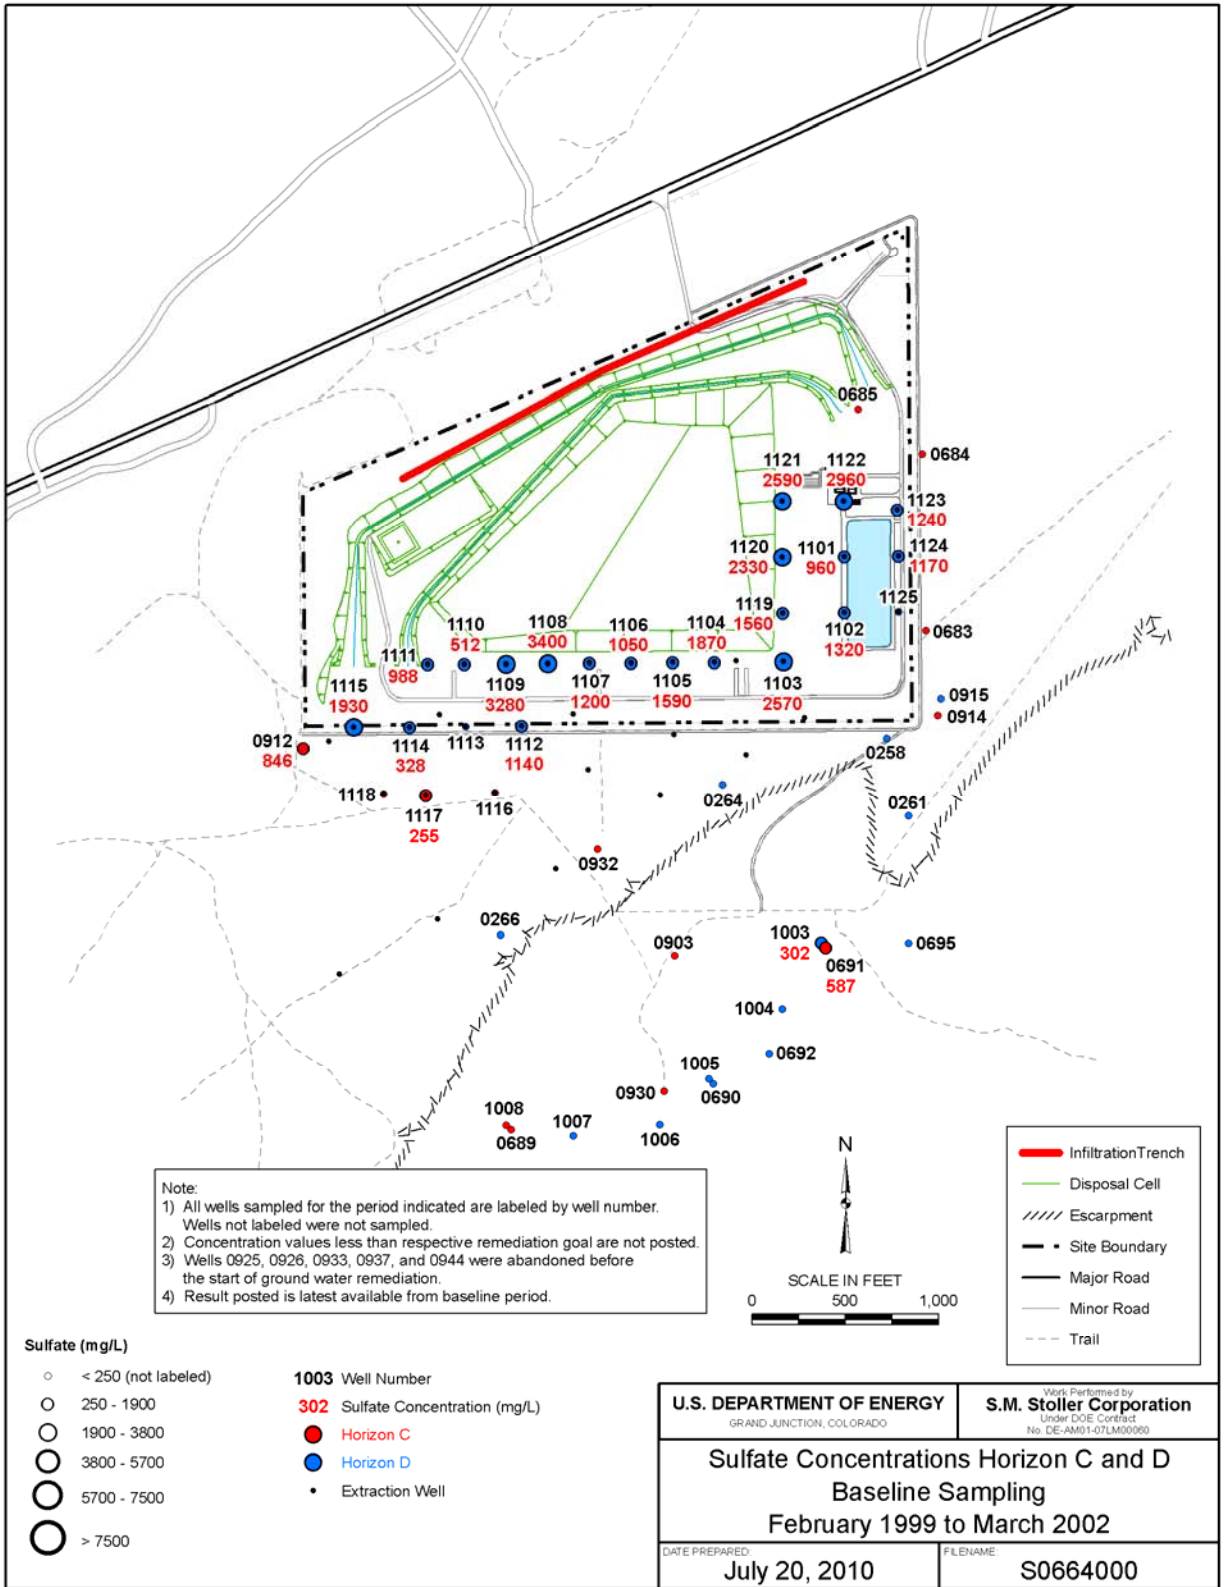 0685
0684
1121
2590
1122
2960
1123
1240
1120
2330
1101
960
1124
1170
1119
1560
1125
1102
1320
0683
1110
512
1108
3400
1106
1050
1104
1870
1111
988
1109
3280
1107
1200
1105
1590
1103
2570
1115
1930
0915
0914
0912
846
1114
328
1113
1112
1140
0258
1118
1117
255
1116
0264
0261
0932
0266
0903
1003
302
0691
587
0695
1004
0692
1005
0690
0930
1008
0689
1007
1006
N
SCALE IN FEET
0 500 1,000
Note:
1) All wells sampled for the period indicated are labeled by well number.
Wells not labeled were not sampled.
2) Concentration values less than respective remediation goal are not posted.
3) Wells 0925, 0926, 0933, 0937, and 0944 were abandoned before
the start of ground water remediation.
4) Result posted is latest available from baseline period.
InfiltrationTrench
Disposal Cell
Escarpment
Site Boundary
Major Road
Minor Road
Trail
Sulfate (mg/L)
< 250 (not labeled)
250 - 1900
1900 - 3800
3800 - 5700
5700 - 7500
> 7500
1003 Well Number
302 Sulfate Concentration (mg/L)
Horizon C
Horizon D
Extraction Well
U.S. DEPARTMENT OF ENERGY
GRAND JUNCTION, COLORADO
Work Performed by
S.M. Stoller Corporation
Under DOE Contract
No. DE-AM01-07LM00060
Sulfate Concentrations Horizon C and D
Baseline Sampling
February 1999 to March 2002
DATE PREPARED:
July 20, 2010
FILENAME:
S0664000